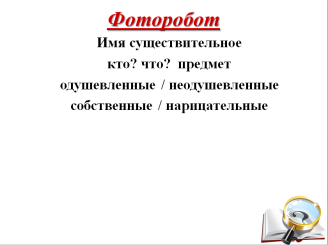 Фоторобот
Имя существительное
кто? что?  предмет
одушевленные / неодушевленные
собственные / нарицательные